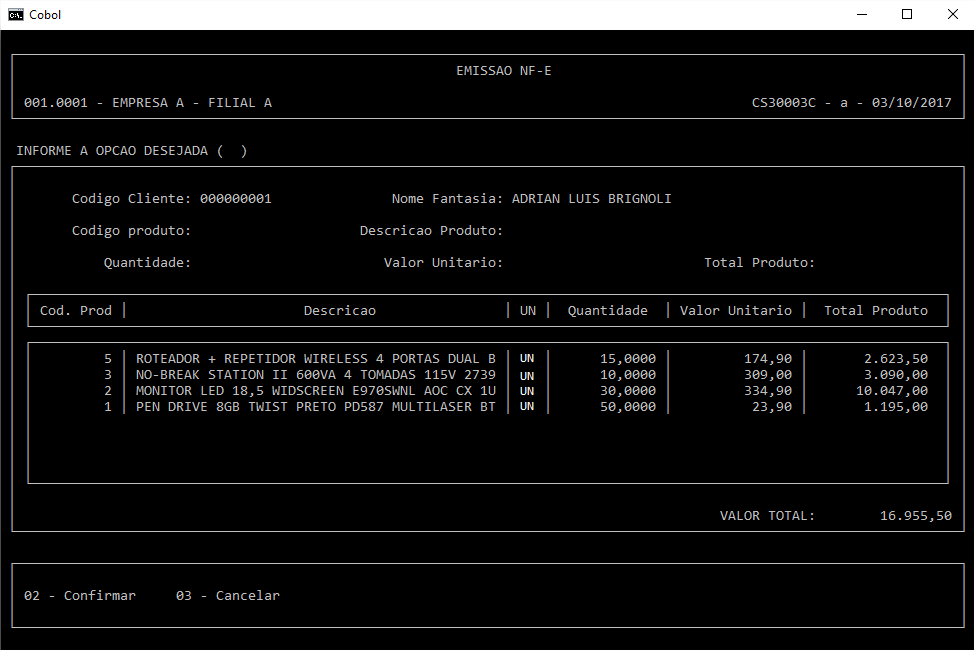 Cobol
EMISSAO NF-E
001.0001 - EMPRESA A - FILIAL A CS30003C - a - 03/10/2017
INFORME A OPCAO DESEJADA ( )
Codigo Cliente: 000000001 Nome Fantasia: ADRIAN LUIS BRIGNOLI
Codigo produto: Descricao Produto:
Quantidade: Valor Unitario: Total Produto:
Cod. Prod Descricao UN Quantidade Valor Unitario Total Produto
5 ROTEADOR + REPETIDOR WIRELESS 4 PORTAS DUAL B UN 15,0000 174,90 2.623,50
3 NO-BREAK STATION II 600VA 4 TOMADAS 115V 2739 UN 10,0000 309,00 3.090,00
2 MONITOR LED 18,5 WIDSCREEN E970SWNL AOC CX 1U UN 30,0000 334,90 10.047,00
1 PEN DRIVE 8GB TWIST PRETO PD587 MULTILASER BT UN 50,0000 23,90 1.195,00
VALOR TOTAL: 16.955,50
02 - Confirmar 03 - Cancelar